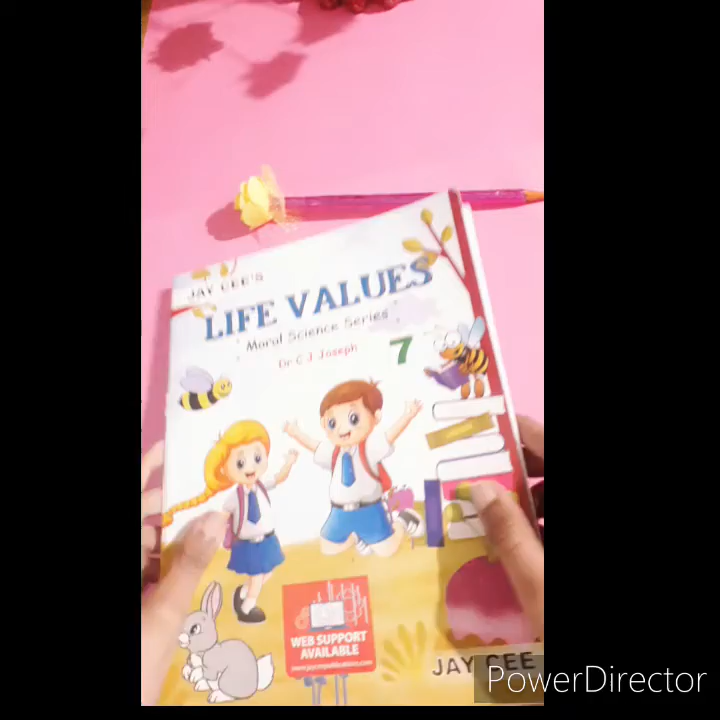 JAY CEE'S
LIFE VALUES
Moral Science Series
Dr C J Joseph
7
WEB SUPPORT
AVAILABLE
JAY CEE
PowerDirector